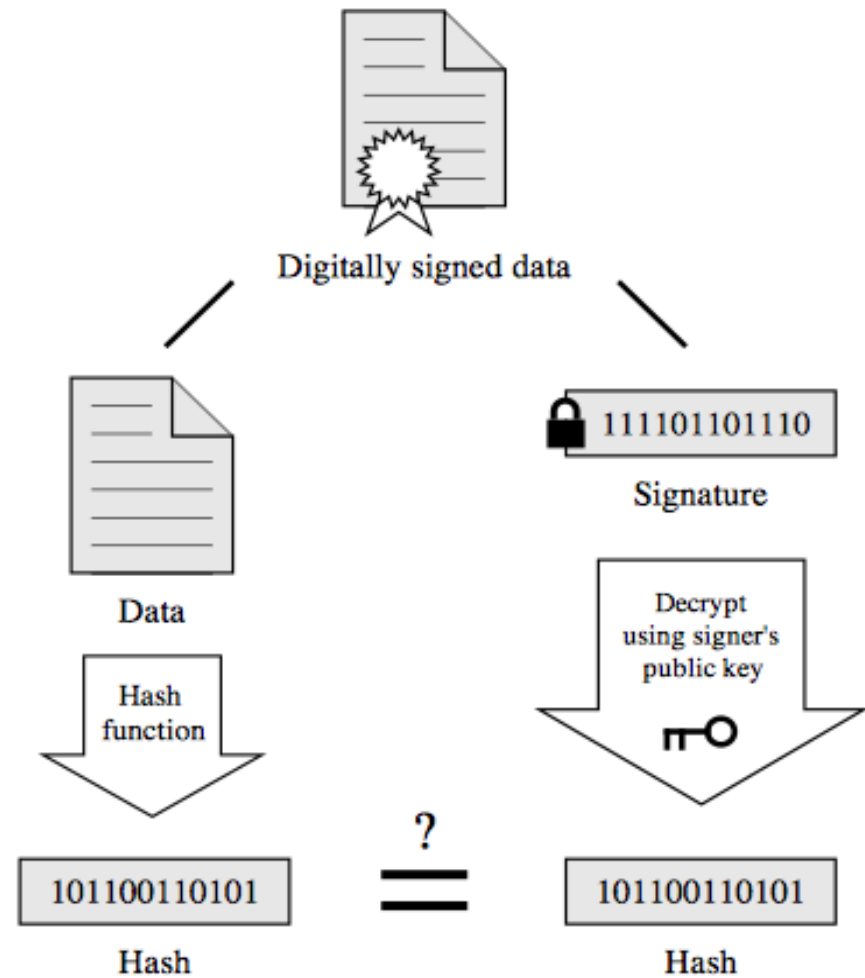 Digitally signed data
111101101110
Signature
Data
Decrypt
using signer's
public key
Hash
function
?
101100110101
101100110101
Hash
Hash